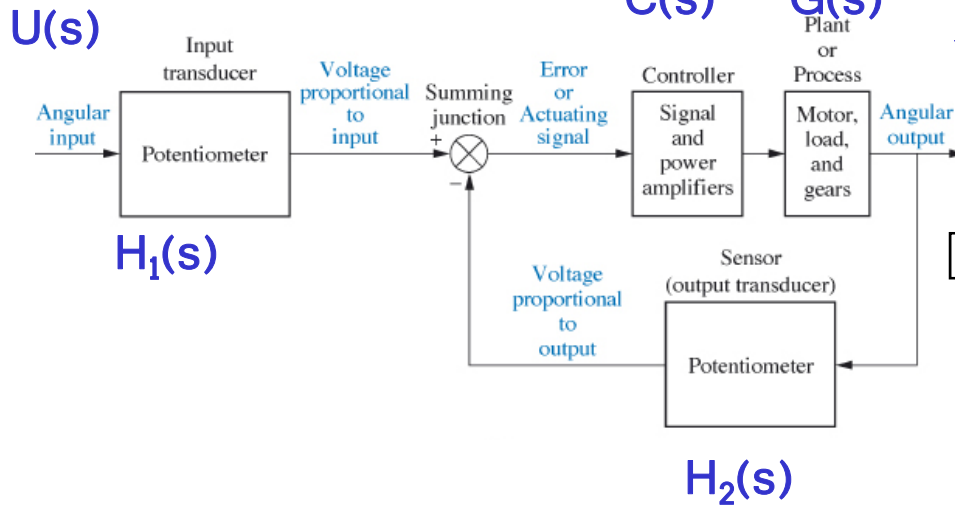 U(s)
C(s)
G(s)
Input
transducer
Angular
input
Potentiometer
H1(s)
Voltage
proportional
to
input
Summing
junction
+
−
Error
or
Actuating
signal
Controller
Signal
and
power
amplifiers
Plant
or
Process
Motor,
load,
and
gears
Angular
output
Voltage
proportional
to
output
Sensor
(output transducer)
Potentiometer
H2(s)